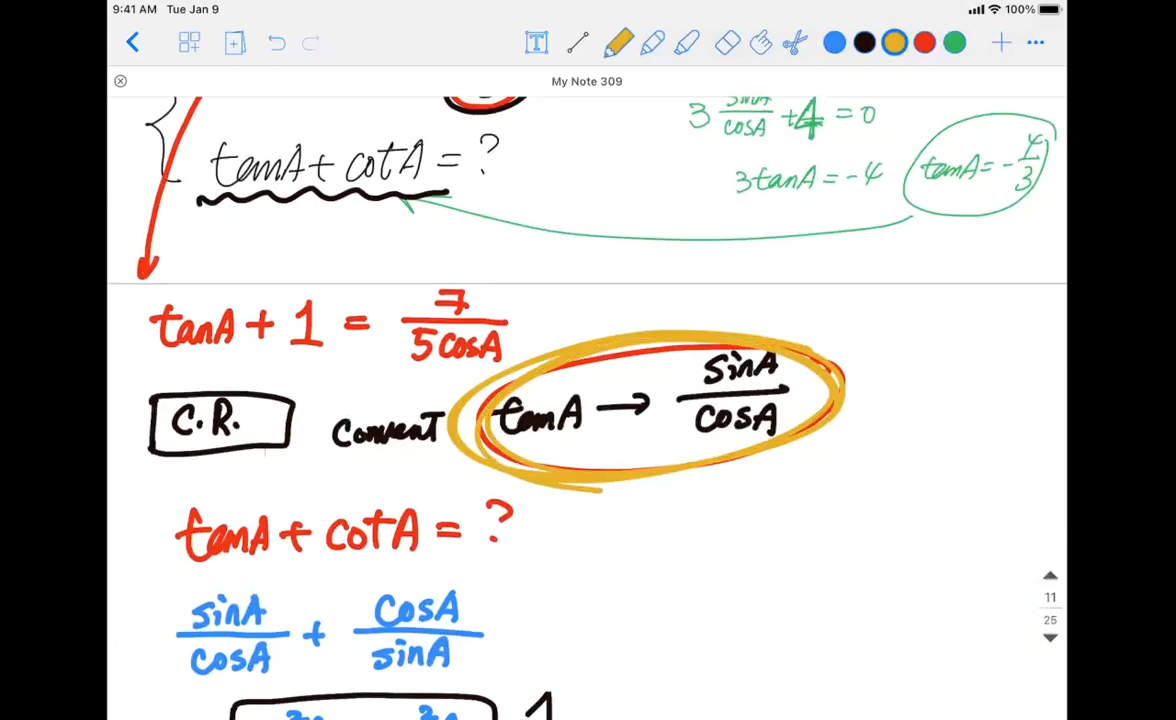 9:41 AM Tue Jan 9
100%
My Note 309
3 sinA/cosA + 4 = 0
tanA + cotA = ?
3tanA = -4
tanA = -4/3
tanA + 1 = 7/5cosA
C.R.
convert tanA → sinA/cosA
tanA + cotA = ?
sinA/cosA + cosA/sinA
11
25
1